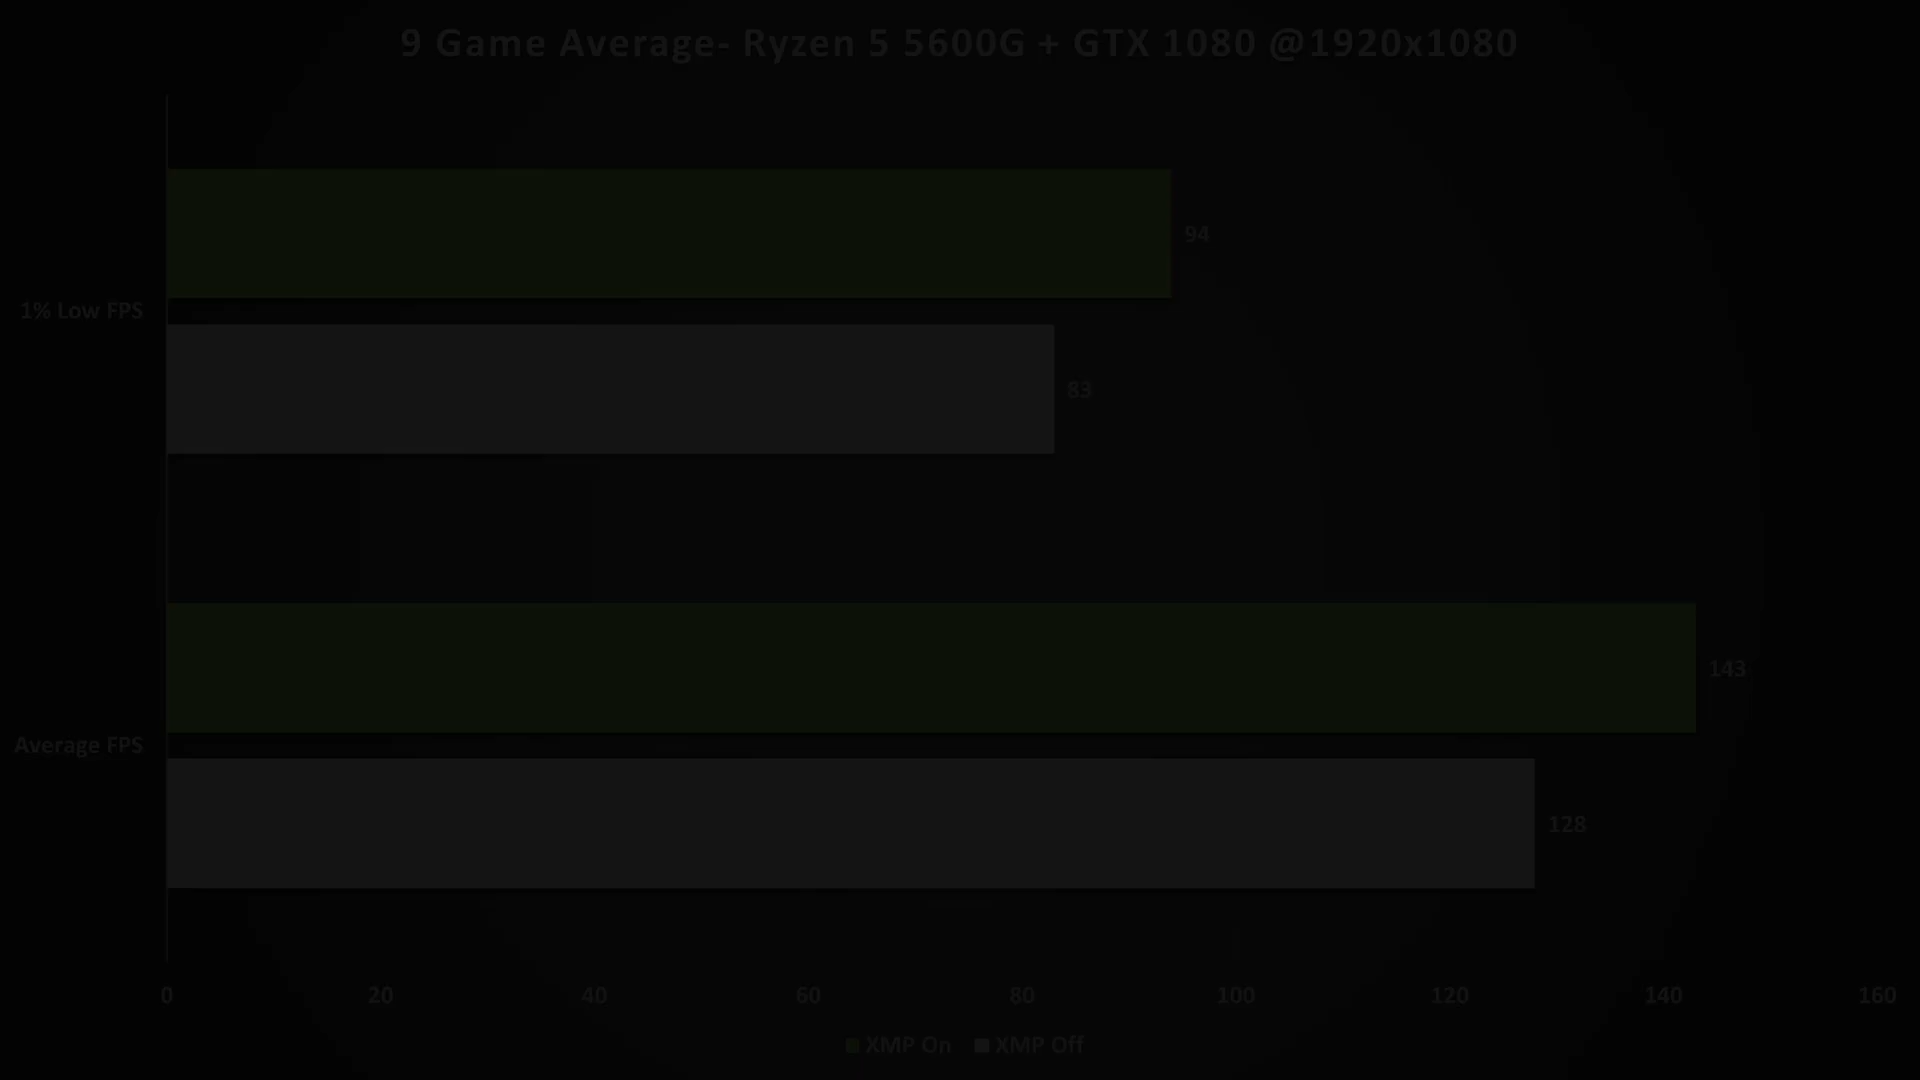 9 Game Average- Ryzen 5 5600G + GTX 1080 @1920x1080
94
1% Low FPS
83
143
Average FPS
128
0 20 40 60 80 100 120 140 160
XMP On XMP Off